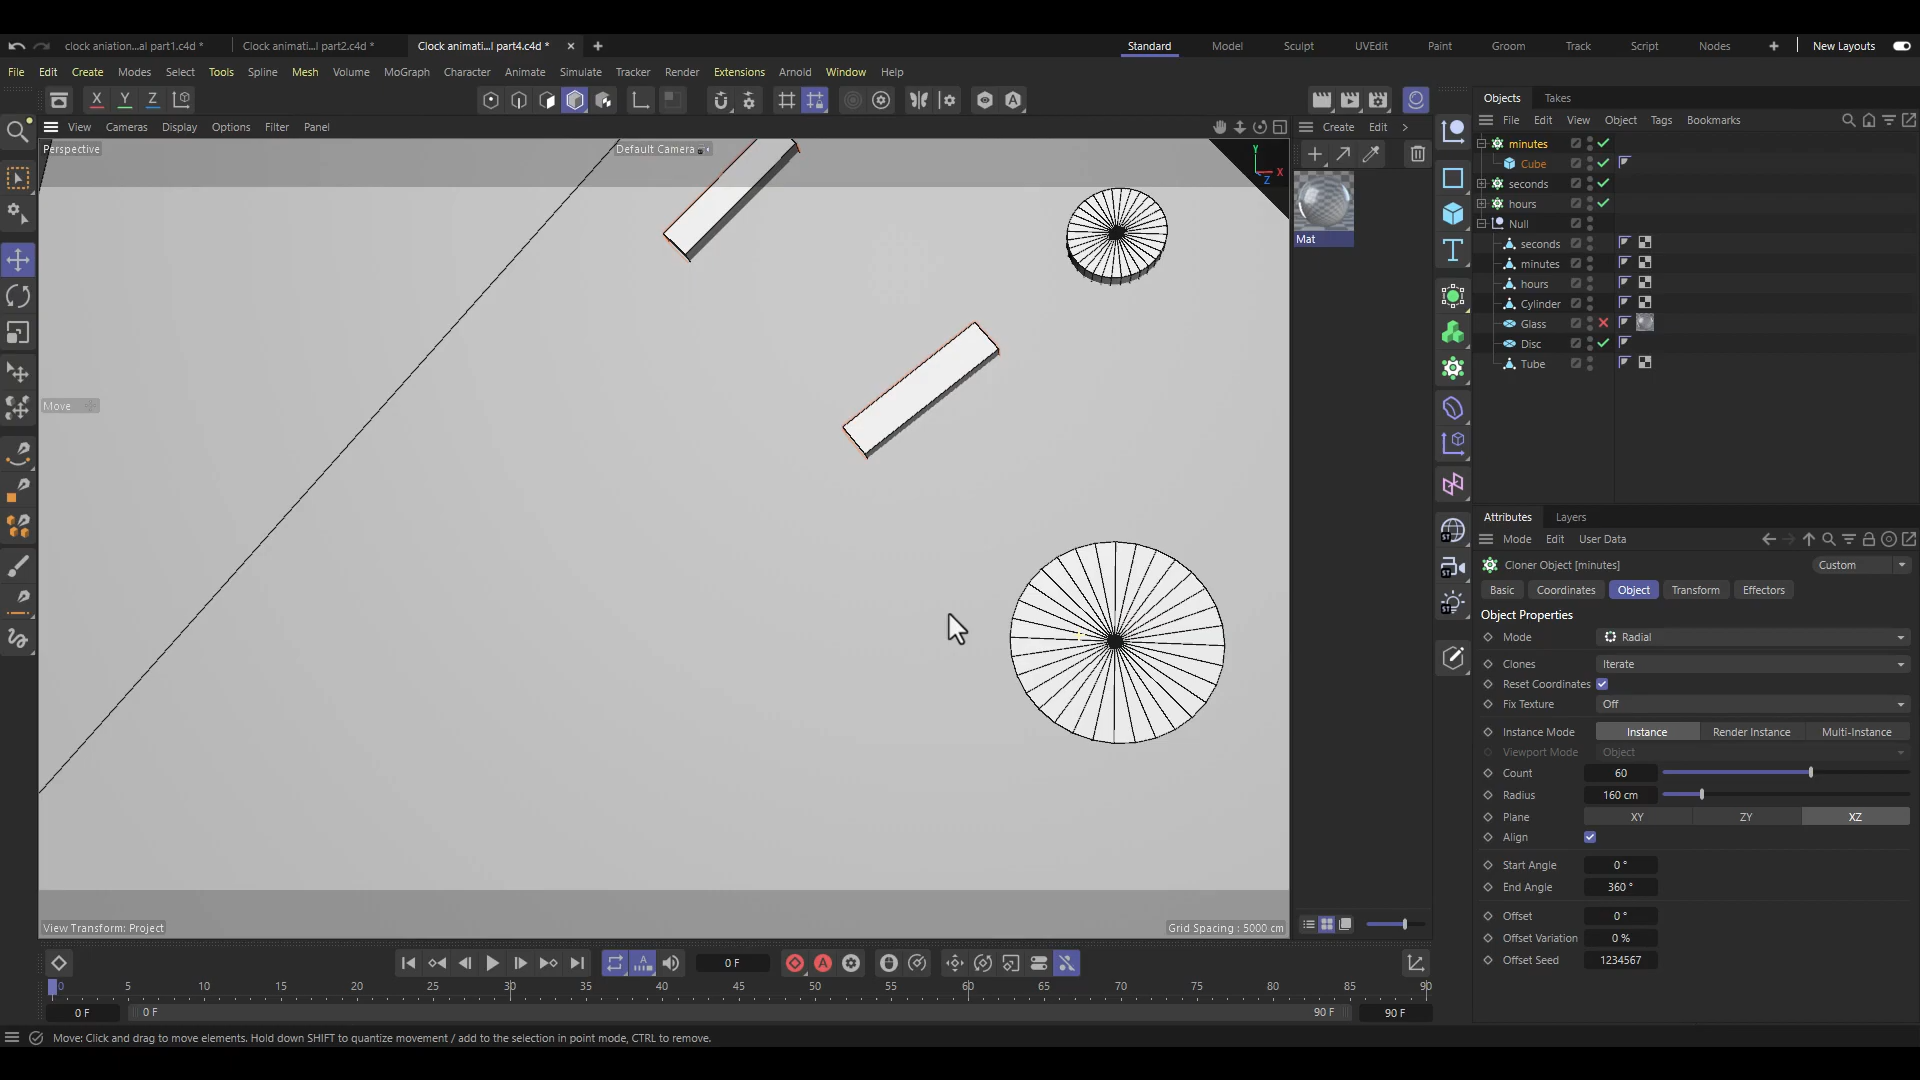 clock aniation...al part1.c4d * Clock animati...l part2.c4d * Clock animati...l part4.c4d * Standard Model Sculpt UVEdit Paint Groom Track Script Nodes New Layouts
File Edit Create Modes Select Tools Spline Mesh Volume MoGraph Character Animate Simulate Tracker Render Extensions Arnold Window Help
X Y Z
Objects Takes
File Edit View Object Tags Bookmarks
View Cameras Display Options Filter Panel
Create Edit
Perspective
Default Camera
Y
X
Z
Mat
minutes
Cube
seconds
hours
Null
seconds
minutes
hours
Cylinder
Glass
Disc
Tube
Move
Attributes Layers
Mode Edit User Data
Cloner Object [minutes] Custom
Basic Coordinates Object Transform Effectors
Object Properties
Mode Radial
Clones Iterate
Reset Coordinates
Fix Texture Off
Instance Mode Instance Render Instance Multi-Instance
Viewport Mode Object
Count 60
Radius 160 cm
Plane XY ZY XZ
Align
Start Angle 0 °
End Angle 360 °
Offset 0 °
Offset Variation 0 %
Offset Seed 1234567
View Transform: Project
Grid Spacing : 5000 cm
0 F
0 5 10 15 20 25 30 35 40 45 50 55 60 65 70 75 80 85 90
0 F 0 F 90 F 90 F
Move: Click and drag to move elements. Hold down SHIFT to quantize movement / add to the selection in point mode, CTRL to remove.